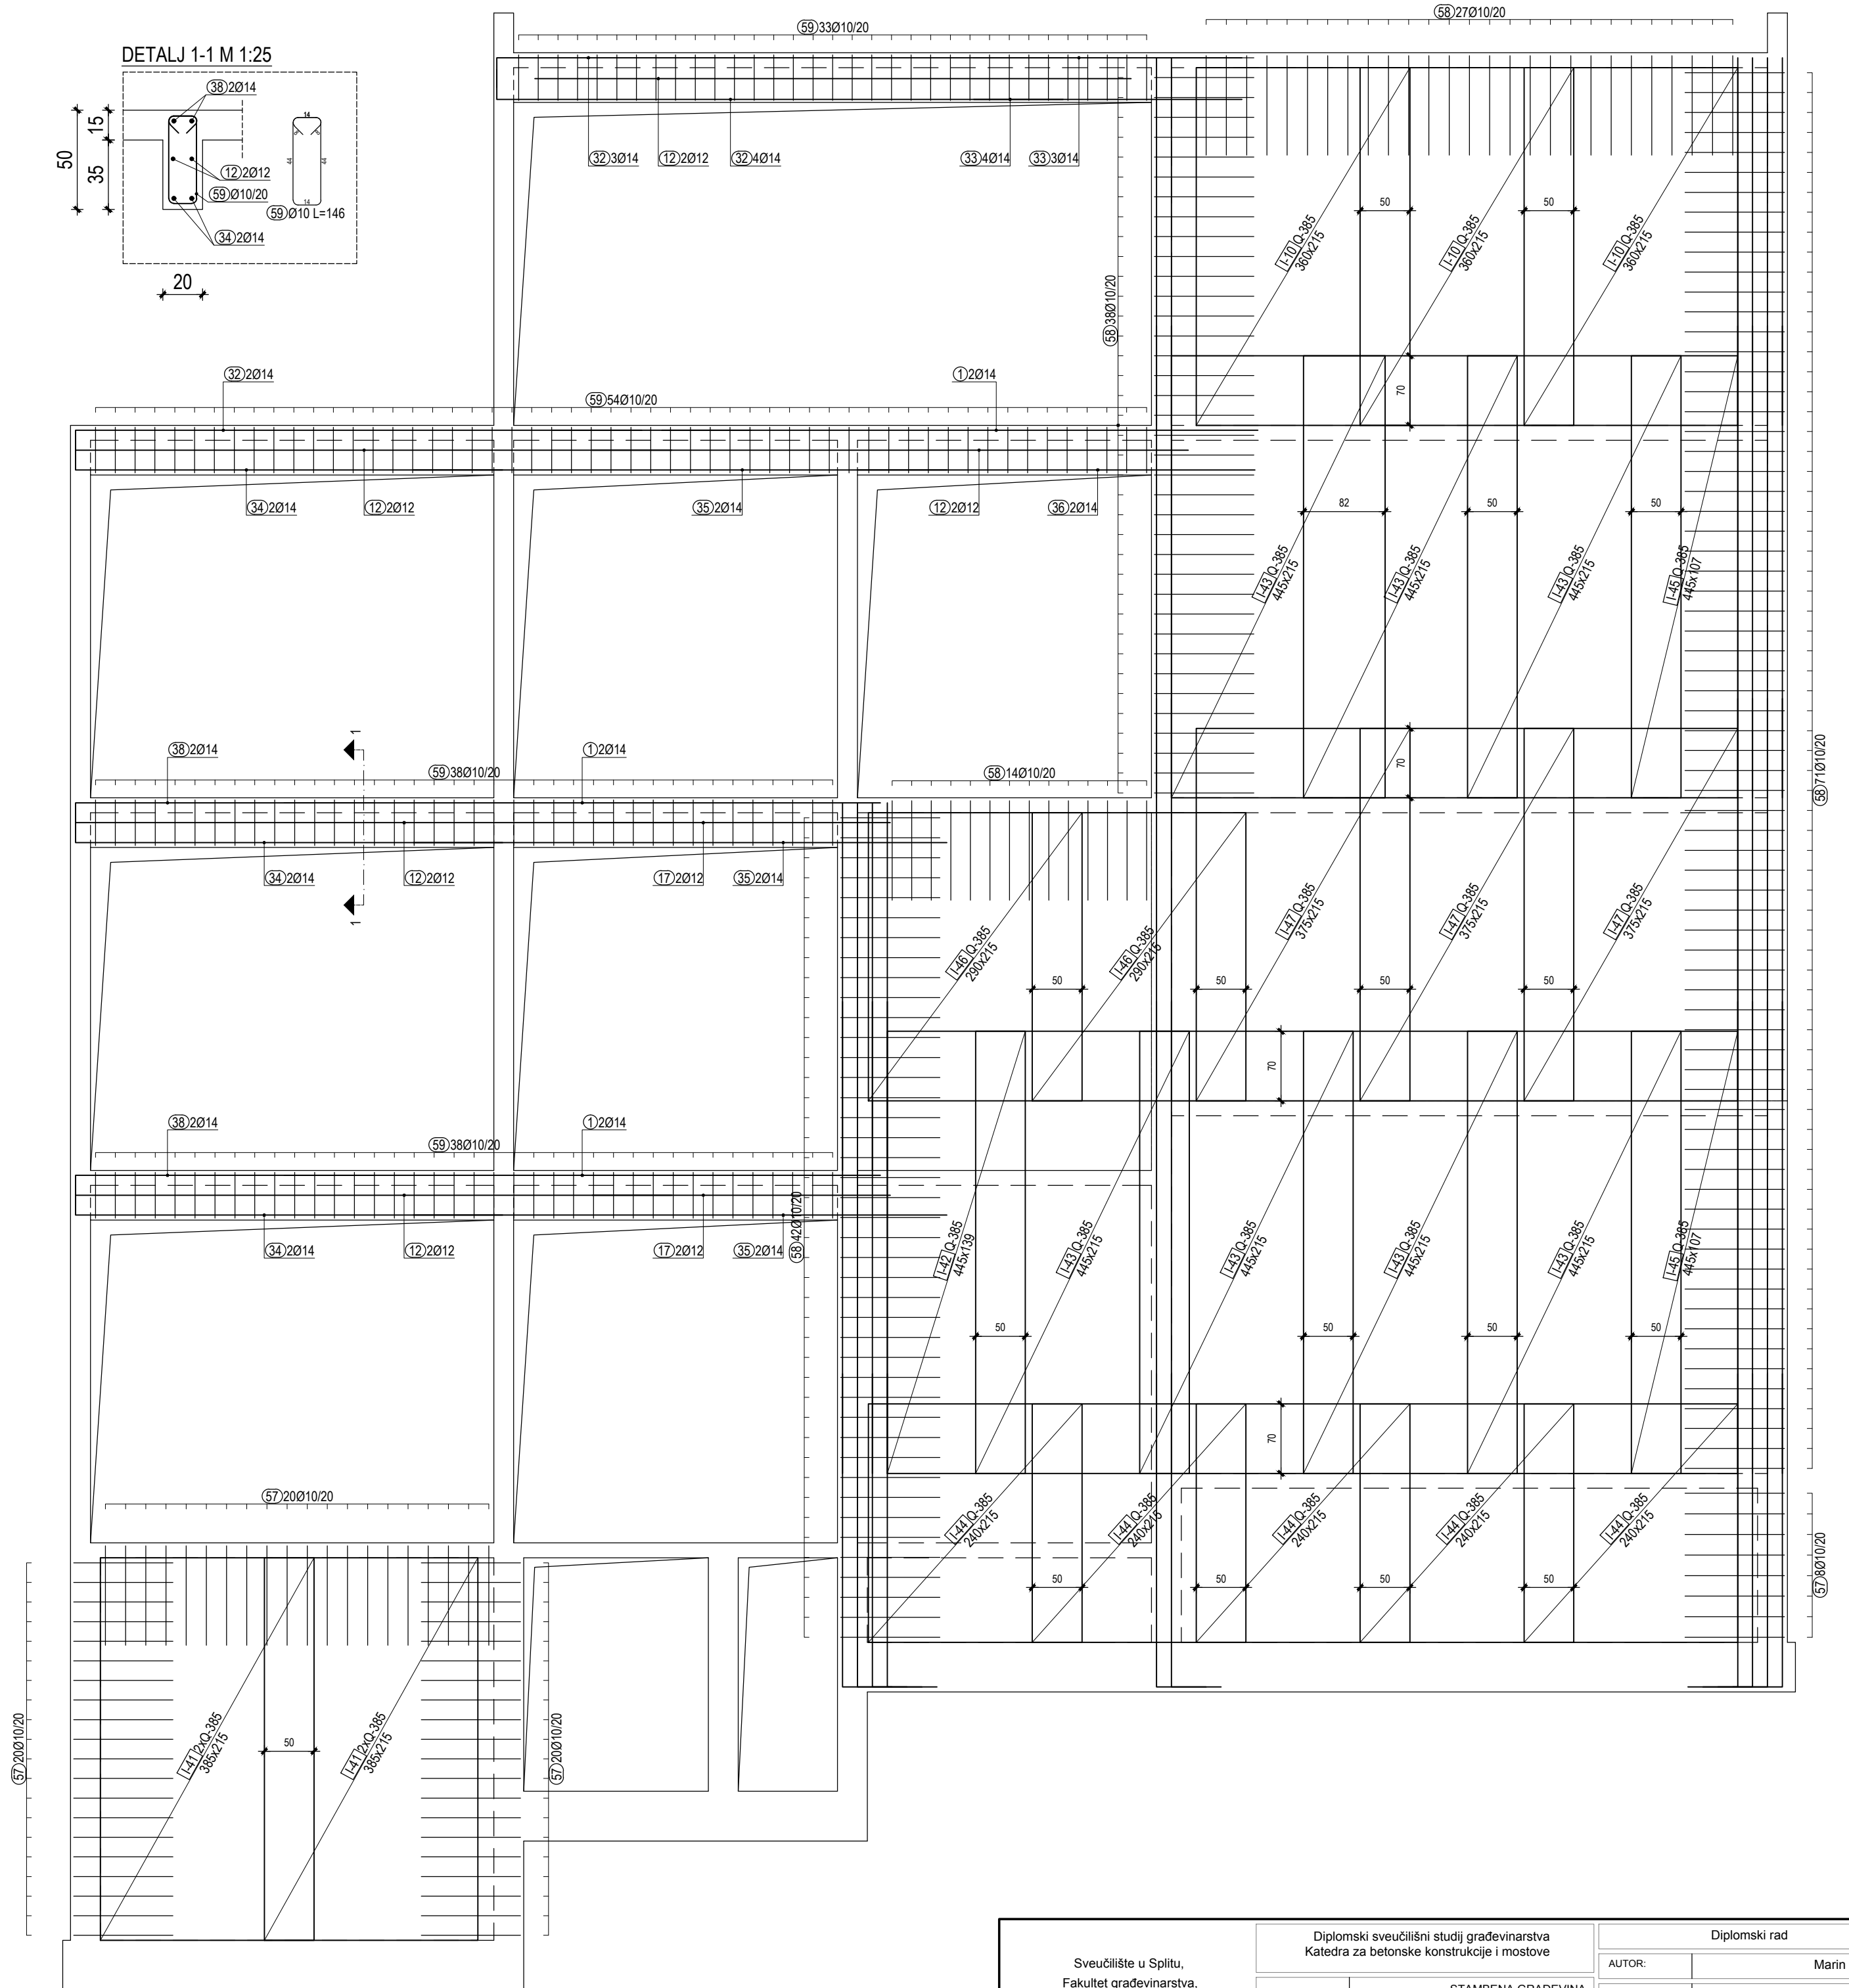 59 33Ø10/20
58 27Ø10/20
DETALJ 1-1 M 1:25
38 2Ø14
15
50
35
14
44
44
12 2Ø12
59 Ø10/20
14
59 Ø10 L=146
34 2Ø14
20
32 3Ø14
12 2Ø12
32 4Ø14
33 4Ø14
33 3Ø14
50
50
I-10 Q-385
360x215
I-10 Q-385
360x215
I-10 Q-385
360x215
58 38Ø10/20
32 2Ø14
1 2Ø14
59 54Ø10/20
70
34 2Ø14
12 2Ø12
35 2Ø14
12 2Ø12
36 2Ø14
82
50
50
I-43 Q-385
445x215
I-43 Q-385
445x215
I-43 Q-385
445x215
I-45 Q-385
445x107
38 2Ø14
1
1 2Ø14
59 38Ø10/20
58 14Ø10/20
70
58 71Ø10/20
34 2Ø14
12 2Ø12
17 2Ø12
35 2Ø14
1
I-46 Q-385
290x215
I-46 Q-385
290x215
I-47 Q-385
375x215
I-47 Q-385
375x215
I-47 Q-385
375x215
50
50
50
50
70
38 2Ø14
1 2Ø14
59 38Ø10/20
34 2Ø14
12 2Ø12
17 2Ø12
35 2Ø14
58 42Ø10/20
I-42 Q-385
445x139
I-43 Q-385
445x215
I-43 Q-385
445x215
I-43 Q-385
445x215
I-43 Q-385
445x215
I-45 Q-385
445x107
50
50
50
50
70
57 20Ø10/20
I-44 Q-385
240x215
I-44 Q-385
240x215
I-44 Q-385
240x215
I-44 Q-385
240x215
I-44 Q-385
240x215
50
50
50
50
57 8Ø10/20
57 20Ø10/20
I-41 2xQ-385
385x215
50
I-41 2xQ-385
385x215
57 20Ø10/20
Sveučilište u Splitu,
Fakultet građevinarstva,
Diplomski sveučilišni studij građevinarstva
Katedra za betonske konstrukcije i mostove
Diplomski rad
AUTOR:
Marin
STAMBENA GRAĐEVINA